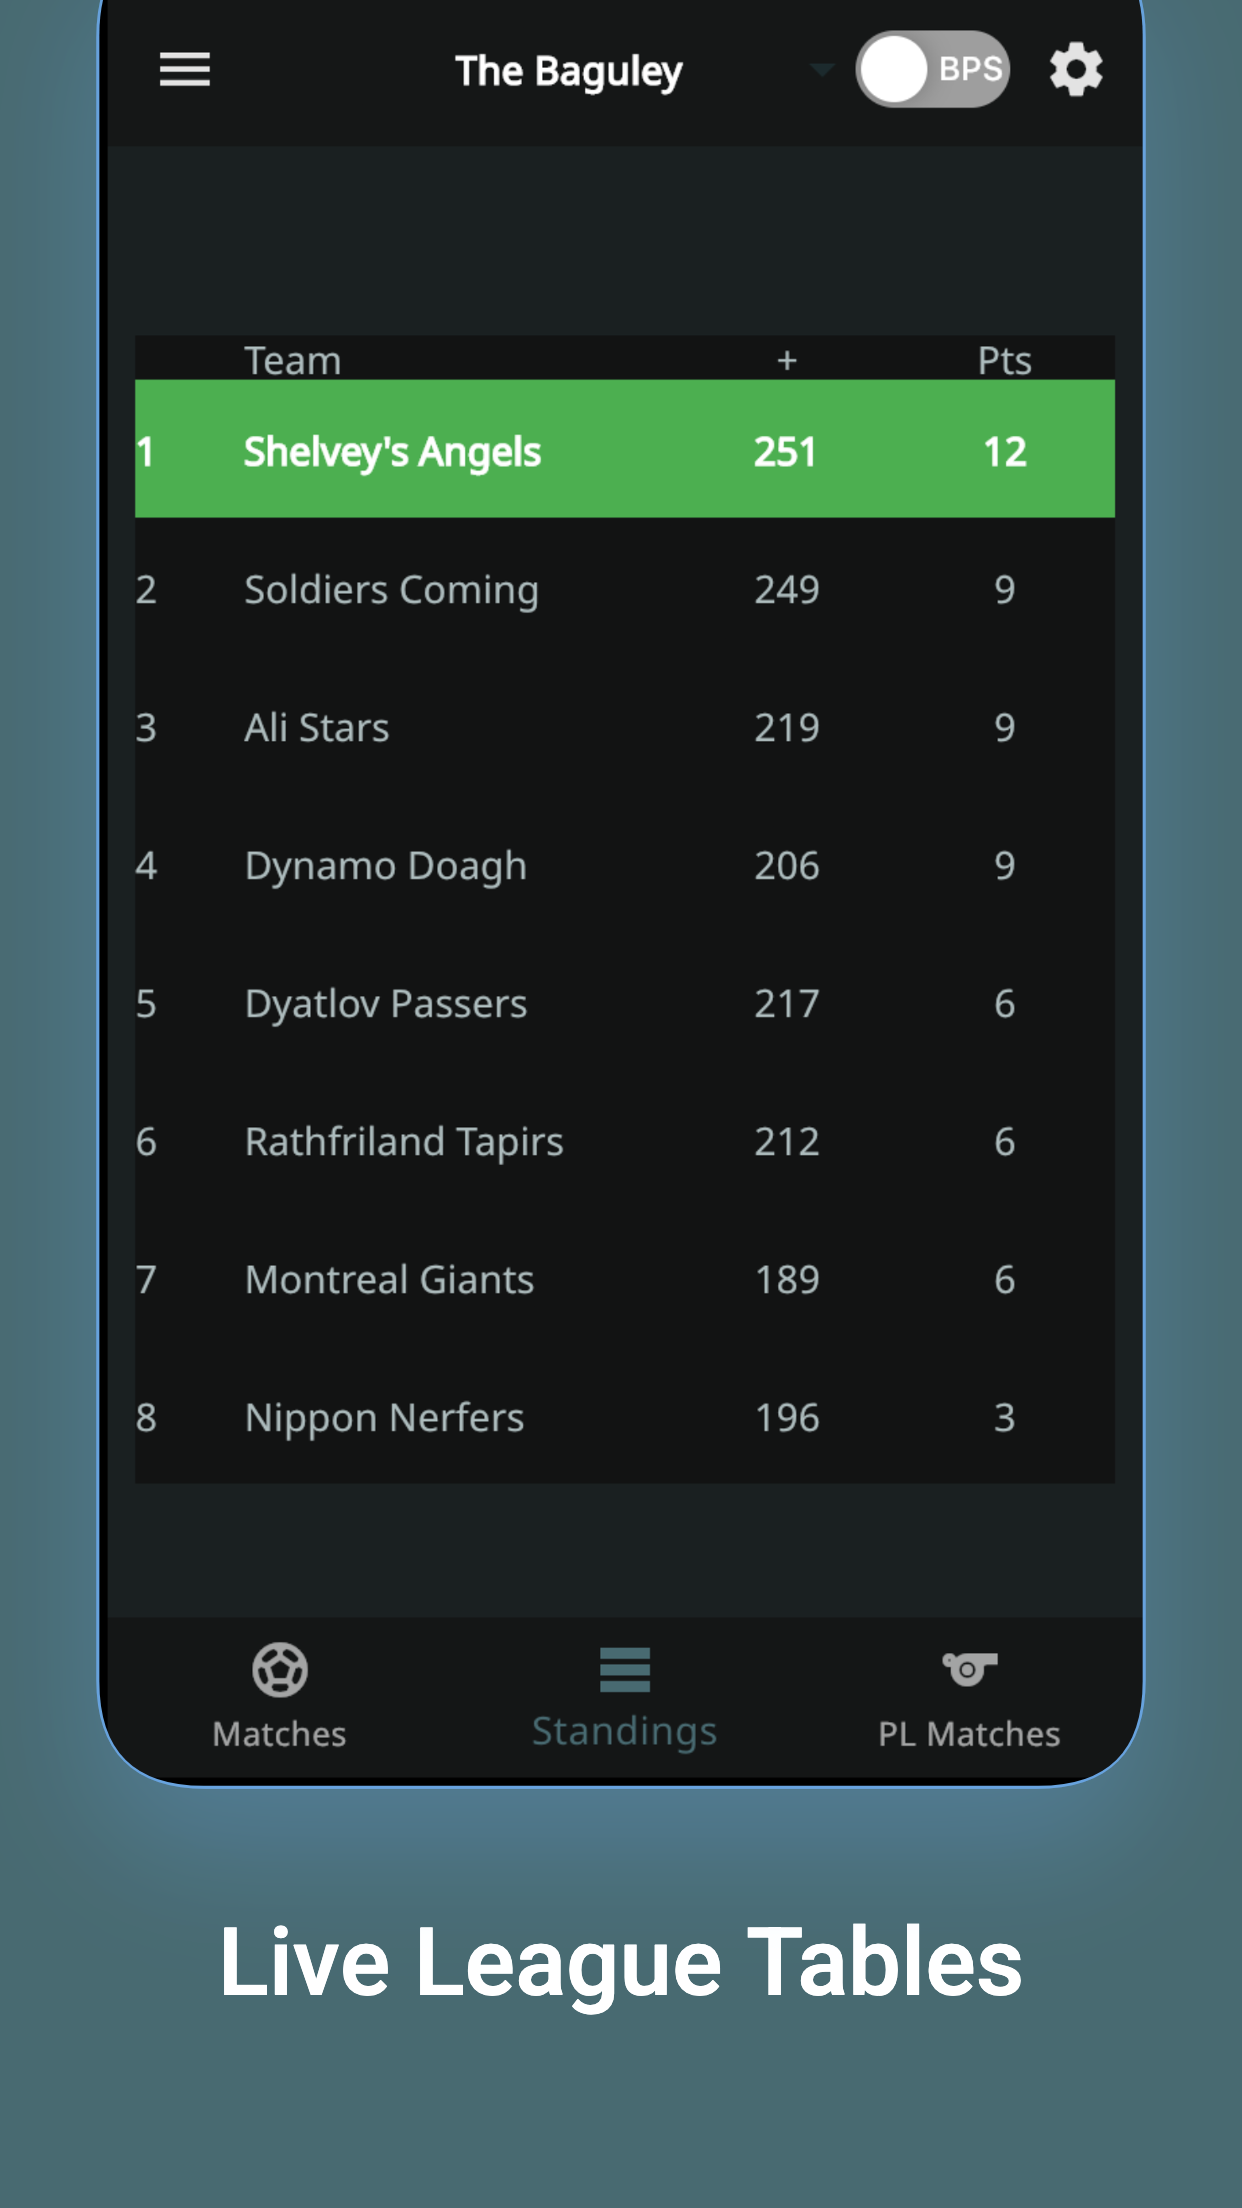 The Baguley BPS
Team + Pts
1 Shelvey's Angels 251 12
2 Soldiers Coming 249 9
3 Ali Stars 219 9
4 Dynamo Doagh 206 9
5 Dyatlov Passers 217 6
6 Rathfriland Tapirs 212 6
7 Montreal Giants 189 6
8 Nippon Nerfers 196 3
Matches Standings PL Matches
Live League Tables